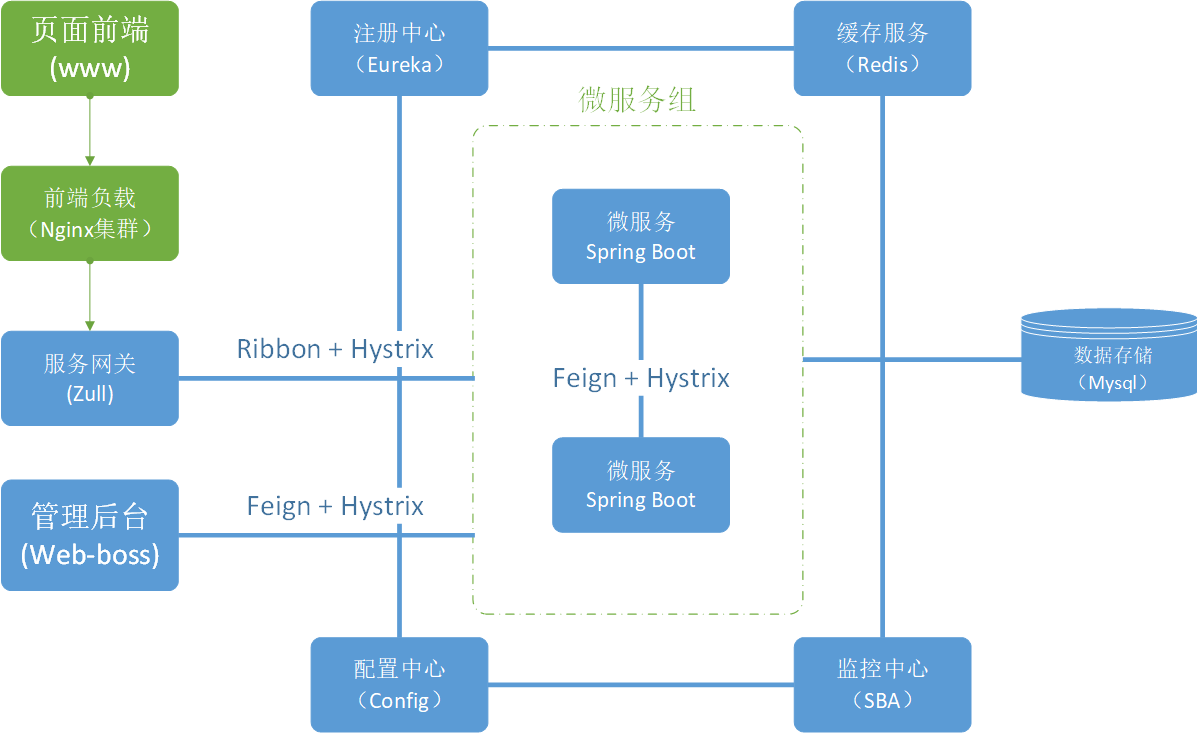 页面前端
(www)
注册中心
（Eureka）
缓存服务
（Redis）
微服务组
前端负载
（Nginx集群）
微服务
Spring Boot
服务网关
(Zull)
Ribbon + Hystrix
Feign + Hystrix
数据存储
（Mysql）
管理后台
(Web-boss)
Feign + Hystrix
微服务
Spring Boot
配置中心
（Config）
监控中心
（SBA）